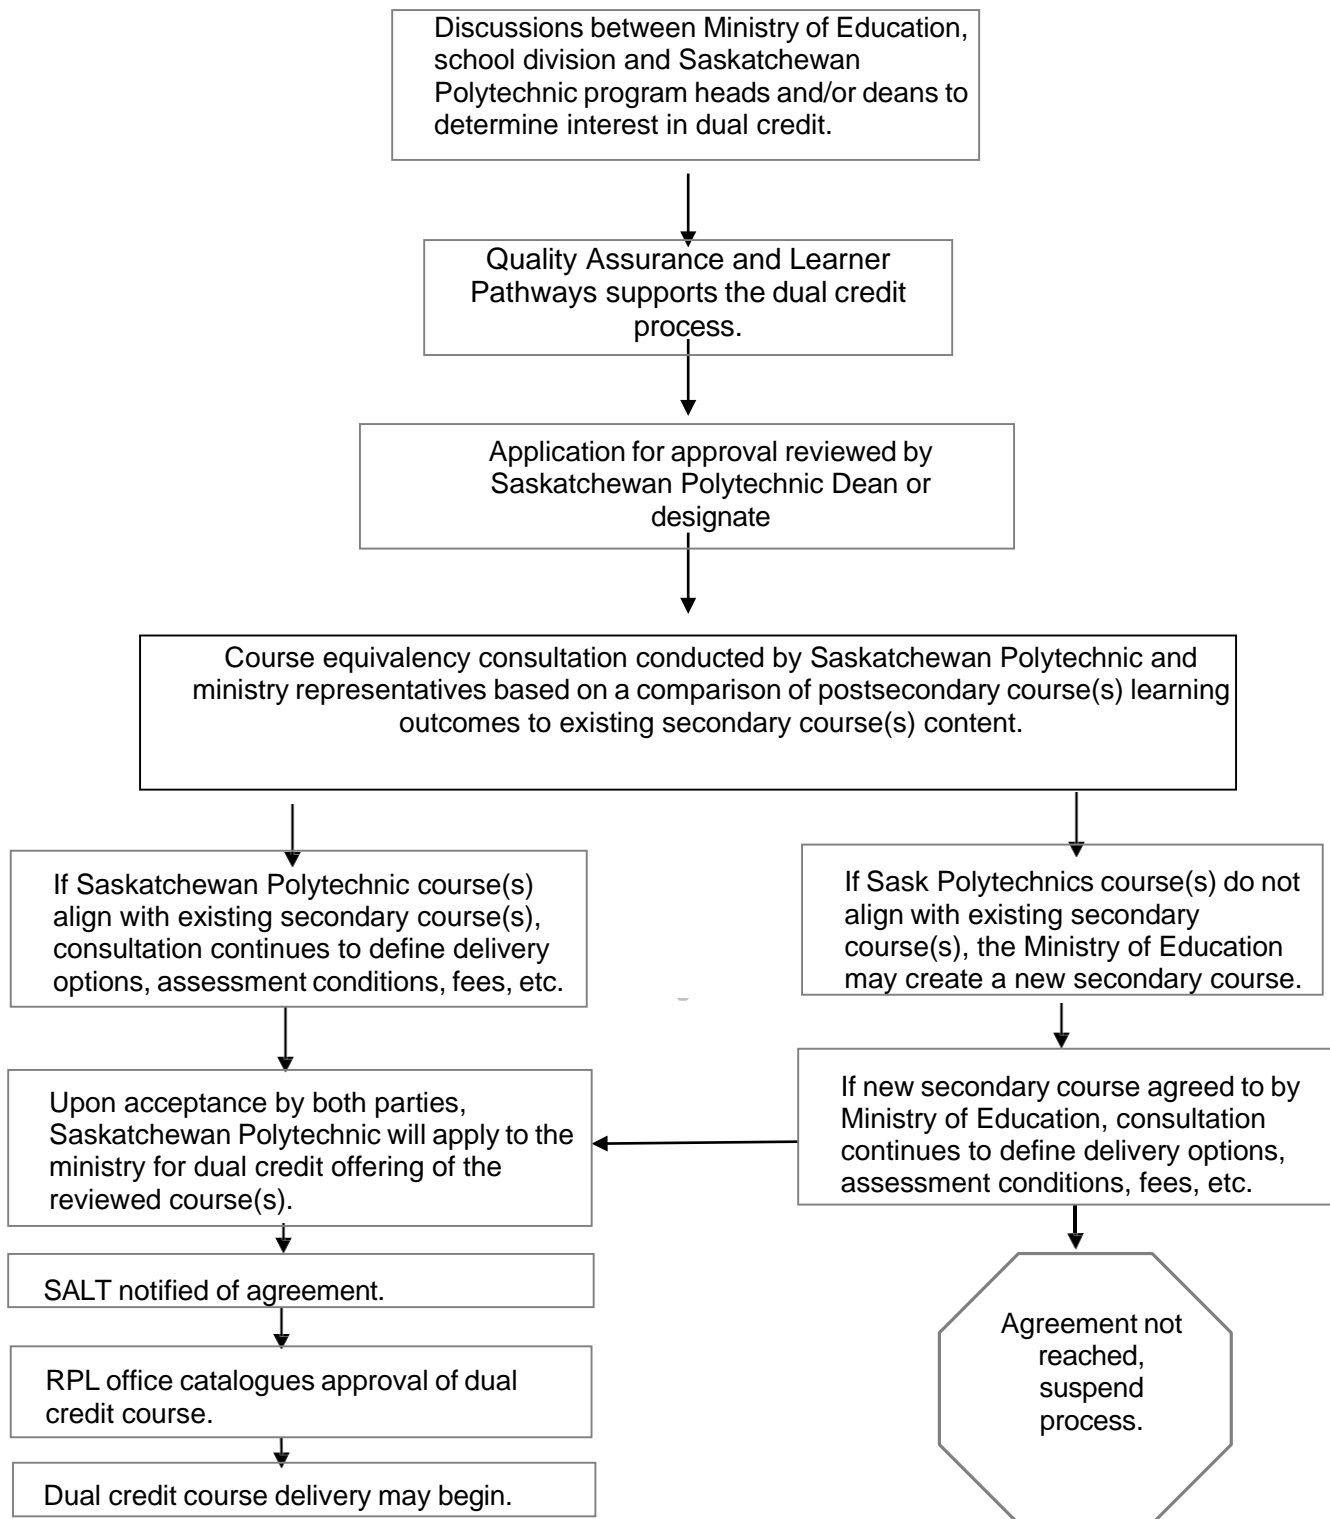 Discussions between Ministry of Education,
school division and Saskatchewan
Polytechnic program heads and/or deans to
determine interest in dual credit.
Quality Assurance and Learner
Pathways supports the dual credit
process.
Application for approval reviewed by
Saskatchewan Polytechnic Dean or
designate
Course equivalency consultation conducted by Saskatchewan Polytechnic and
ministry representatives based on a comparison of postsecondary course(s) learning
outcomes to existing secondary course(s) content.
If Saskatchewan Polytechnic course(s)
align with existing secondary course(s),
consultation continues to define delivery
options, assessment conditions, fees, etc.
If Sask Polytechnics course(s) do not
align with existing secondary
course(s), the Ministry of Education
may create a new secondary course.
Upon acceptance by both parties,
Saskatchewan Polytechnic will apply to the
ministry for dual credit offering of the
reviewed course(s).
If new secondary course agreed to by
Ministry of Education, consultation
continues to define delivery options,
assessment conditions, fees, etc.
SALT notified of agreement.
RPL office catalogues approval of dual
credit course.
Dual credit course delivery may begin.
Agreement not
reached,
suspend
process.